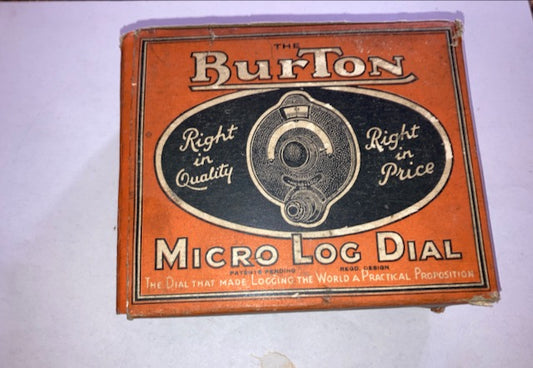 THE
BURTON
Right
in
Quality
Right
in
Price
MICRO LOG DIAL
PATENTS PENDING REGD. DESIGN
THE DIAL THAT MADE LOGGING THE WORLD A PRACTICAL PROPOSITION